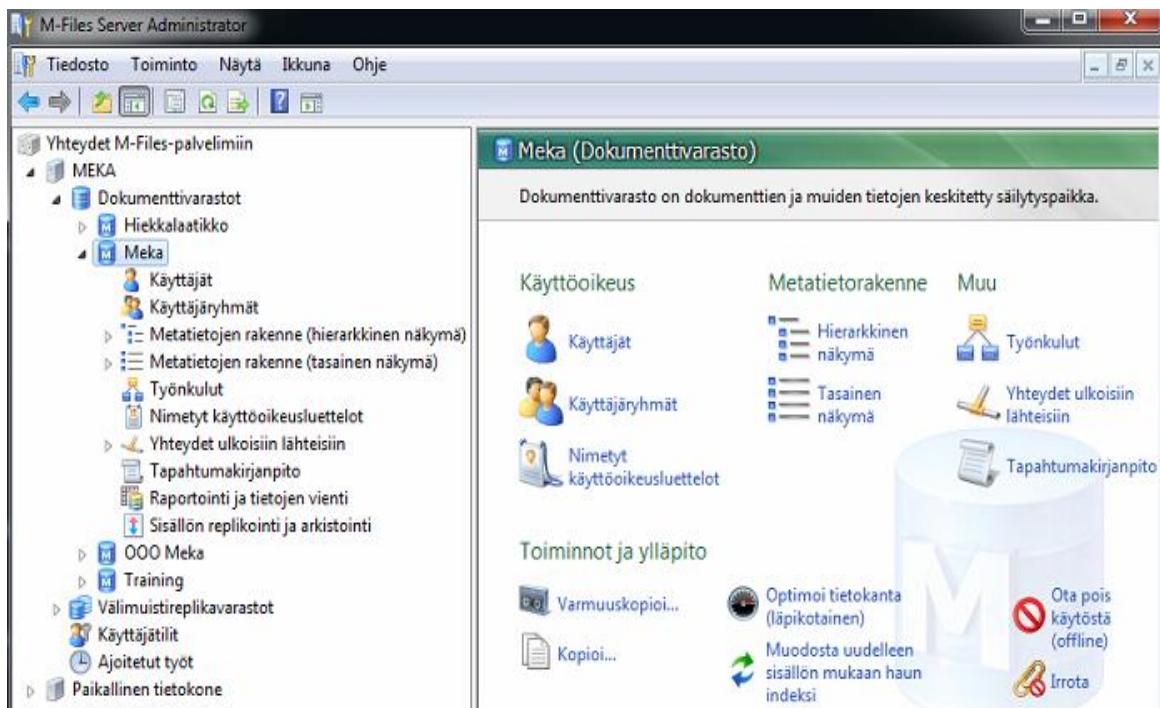 M-Files Server Administrator
Tiedosto Toiminto Näytä Ikkuna Ohje
Yhteydet M-Files-palvelimiin
MEKA
Dokumenttivarastot
Hiekkalaatikko
Meka
Käyttäjät
Käyttäjäryhmät
Metatietojen rakenne (hierarkkinen näkymä)
Metatietojen rakenne (tasainen näkymä)
Työnkulut
Nimetyt käyttöoikeusluettelot
Yhteydet ulkoisiin lähteisiin
Tapahtumakirjanpito
Raportointi ja tietojen vienti
Sisällön replikointi ja arkistointi
OOO Meka
Training
Välimuistireplikavarastot
Käyttäjätilit
Ajoitetut työt
Paikallinen tietokone
Meka (Dokumenttivarasto)
Dokumenttivarasto on dokumenttien ja muiden tietojen keskitetty säilytyspaikka.
Käyttöoikeus
Käyttäjät
Käyttäjäryhmät
Nimetyt
käyttöoikeusluettelot
Metatietorakenne
Hierarkkinen
näkymä
Tasainen
näkymä
Muu
Työnkulut
Yhteydet ulkoisiin
lähteisiin
Tapahtumakirjanpito
Toiminnot ja ylläpito
Varmuuskopioi...
Kopioi...
Optimoi tietokanta
(läpikotainen)
Muodosta uudelleen
sisällön mukaan haun
indeksi
Ota pois
käytöstä
(offline)
Irrota
M